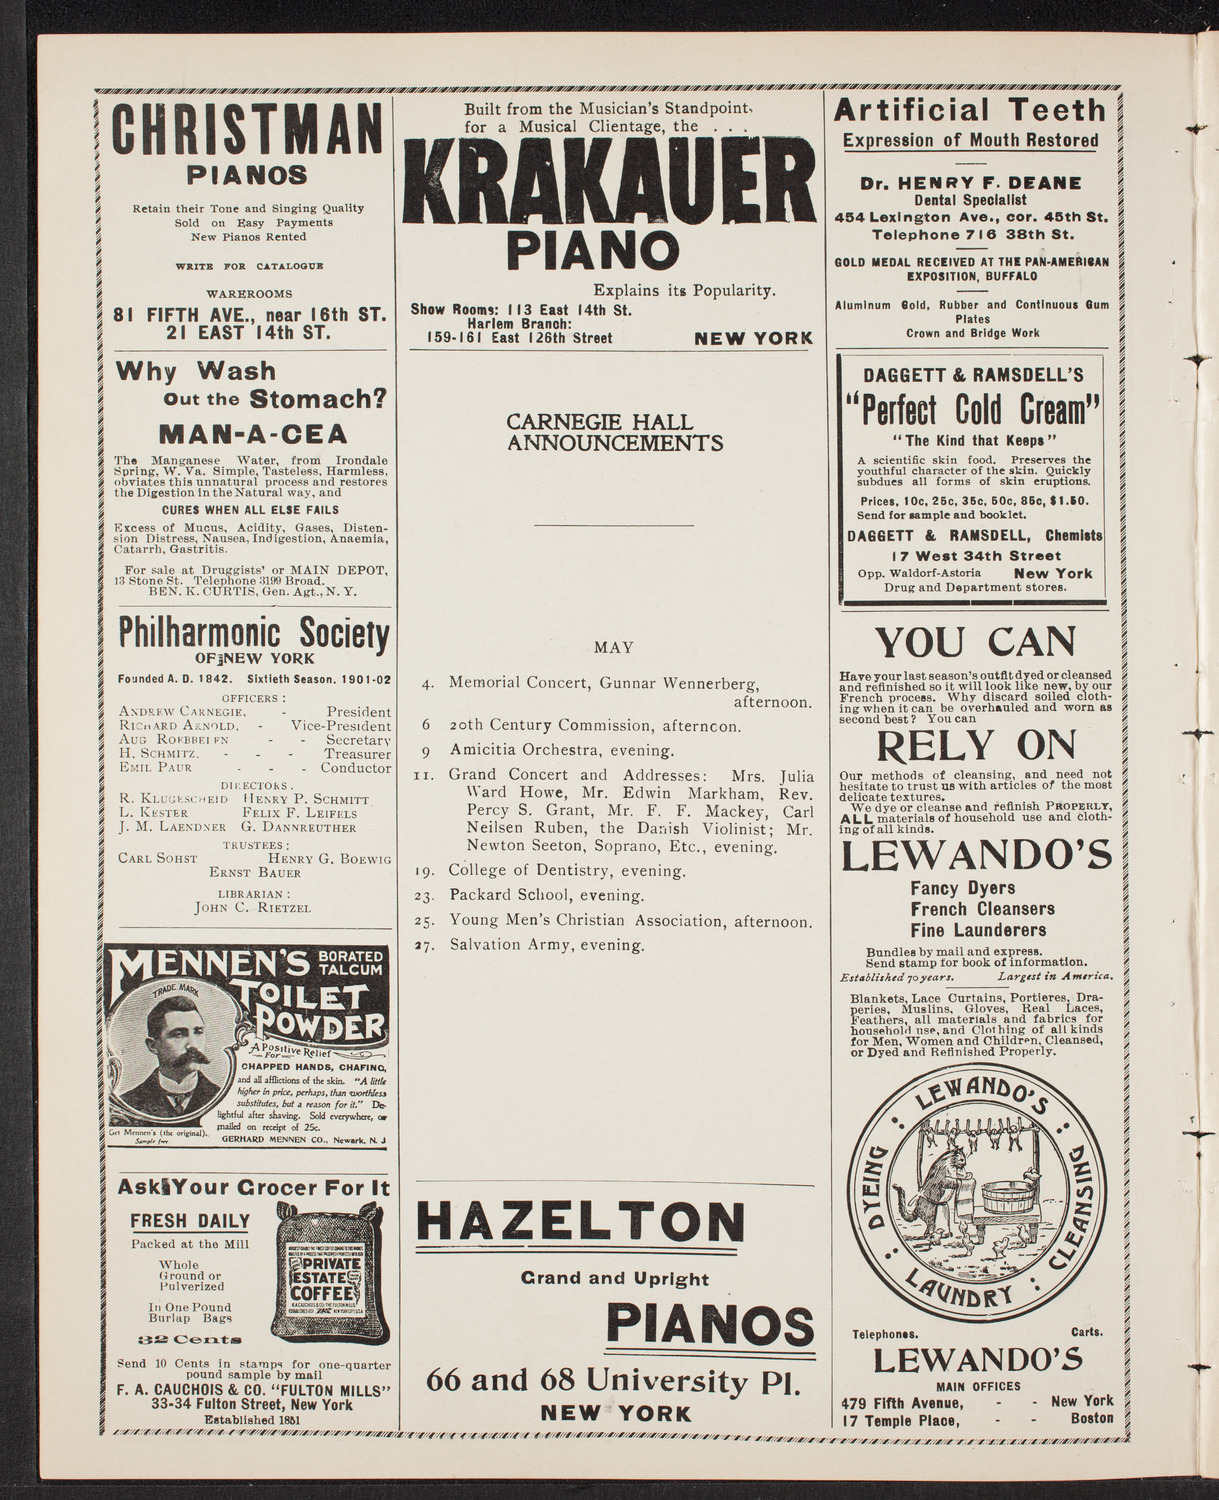 CHRISTMAN
PIANOS
Retain their Tone and Singing Quality
Sold on Easy Payments
New Pianos Rented
WRITE FOR CATALOGUE
WAREROOMS
81 FIFTH AVE., near 16th ST.
21 EAST 14th ST.
Why Wash
Out the Stomach?
MAN-A-CEA
The Manganese Water, from Irondale
Spring, W. Va. Simple, Tasteless, Harmless,
obviates this unnatural process and restores
the Digestion in the Natural way, and
CURES WHEN ALL ELSE FAILS
Excess of Mucus, Acidity, Gases, Disten-
sion Distress, Nausea, Indigestion, Anaemia,
Catarrh, Gastritis.
For sale at Druggists' or MAIN DEPOT,
13 Stone St. Telephone 3199 Broad.
BEN. K. CURTIS, Gen. Agt., N. Y.
Philharmonic Society
OF NEW YORK
Founded A. D. 1842. Sixtieth Season. 1901-02
OFFICERS:
ANDREW CARNEGIE, - President
RICHARD ARNOLD, - Vice-President
AUG ROEBBELEN - - Secretary
H. SCHMITZ, - - - Treasurer
EMIL PAUR - - - Conductor
DIRECTORS.
R. KLUGESCHEID HENRY P. SCHMITT
L. KESTER FELIX F. LEIFELS
J. M. LAENDNER G. DANNREUTHER
TRUSTEES:
CARL SOHST HENRY G. BOEWIG
ERNST BAUER
LIBRARIAN:
JOHN C. RIETZEL
MENNEN'S BORATED
TALCUM
TOILET
POWDER
TRADE MARK
A Positive Relief
For
CHAPPED HANDS, CHAFING,
and all afflictions of the skin. "A little
higher in price, perhaps, than worthless
substitutes, but a reason for it." De-
lightful after shaving. Sold everywhere, or
mailed on receipt of 25c.
GERHARD MENNEN CO., Newark, N. J
Get Mennen's (the original).
Sample free
Ask Your Grocer For It
FRESH DAILY
Packed at the Mill
Whole
Ground or
Pulverized
In One Pound
Burlap Bags
32 Cents
PRIVATE
ESTATE
COFFEE
Send 10 Cents in stamps for one-quarter
pound sample by mail
F. A. CAUCHOIS & CO. "FULTON MILLS"
33-34 Fulton Street, New York
Established 1851
Built from the Musician's Standpoint,
for a Musical Clientage, the . . .
KRAKAUER
PIANO
Explains its Popularity.
Show Rooms: 113 East 14th St.
Harlem Branch:
159-161 East 126th Street NEW YORK
CARNEGIE HALL
ANNOUNCEMENTS
MAY
4. Memorial Concert, Gunnar Wennerberg,
afternoon.
6 20th Century Commission, afternoon.
9 Amicitia Orchestra, evening.
11. Grand Concert and Addresses: Mrs. Julia
Ward Howe, Mr. Edwin Markham, Rev.
Percy S. Grant, Mr. F. F. Mackey, Carl
Neilsen Ruben, the Danish Violinist; Mr.
Newton Seeton, Soprano, Etc., evening.
19. College of Dentistry, evening.
23. Packard School, evening.
25. Young Men's Christian Association, afternoon.
27. Salvation Army, evening.
HAZELTON
Grand and Upright
PIANOS
66 and 68 University Pl.
NEW YORK
Artificial Teeth
Expression of Mouth Restored
Dr. HENRY F. DEANE
Dental Specialist
454 Lexington Ave., cor. 45th St.
Telephone 716 38th St.
GOLD MEDAL RECEIVED AT THE PAN-AMERICAN
EXPOSITION, BUFFALO
Aluminum Gold, Rubber and Continuous Gum
Plates
Crown and Bridge Work
DAGGETT & RAMSDELL'S
"Perfect Cold Cream"
"The Kind that Keeps"
A scientific skin food. Preserves the
youthful character of the skin. Quickly
subdues all forms of skin eruptions.
Prices, 10c, 25c, 35c, 50c, 85c, $1.50.
Send for sample and booklet.
DAGGETT & RAMSDELL, Chemists
17 West 34th Street
Opp. Waldorf-Astoria New York
Drug and Department stores.
YOU CAN
Have your last season's outfit dyed or cleansed
and refinished so it will look like new, by our
French process. Why discard soiled cloth-
ing when it can be overhauled and worn as
second best? You can
RELY ON
Our methods of cleansing, and need not
hesitate to trust us with articles of the most
delicate textures.
We dye or cleanse and refinish PROPERLY,
ALL materials of household use and cloth-
ing of all kinds.
LEWANDO'S
Fancy Dyers
French Cleansers
Fine Launderers
Bundles by mail and express.
Send stamp for book of information.
Established 70 years. Largest in America.
Blankets, Lace Curtains, Portieres, Dra-
peries, Muslins, Gloves, Real Laces,
Feathers, all materials and fabrics for
household use, and Clothing of all kinds
for Men, Women and Children, Cleansed,
or Dyed and Refinished Properly.
LEWANDO'S
DYEING
CLEANSING
LAUNDRY
Telephones. Carts.
LEWANDO'S
MAIN OFFICES
479 Fifth Avenue, - - New York
17 Temple Place, - - Boston